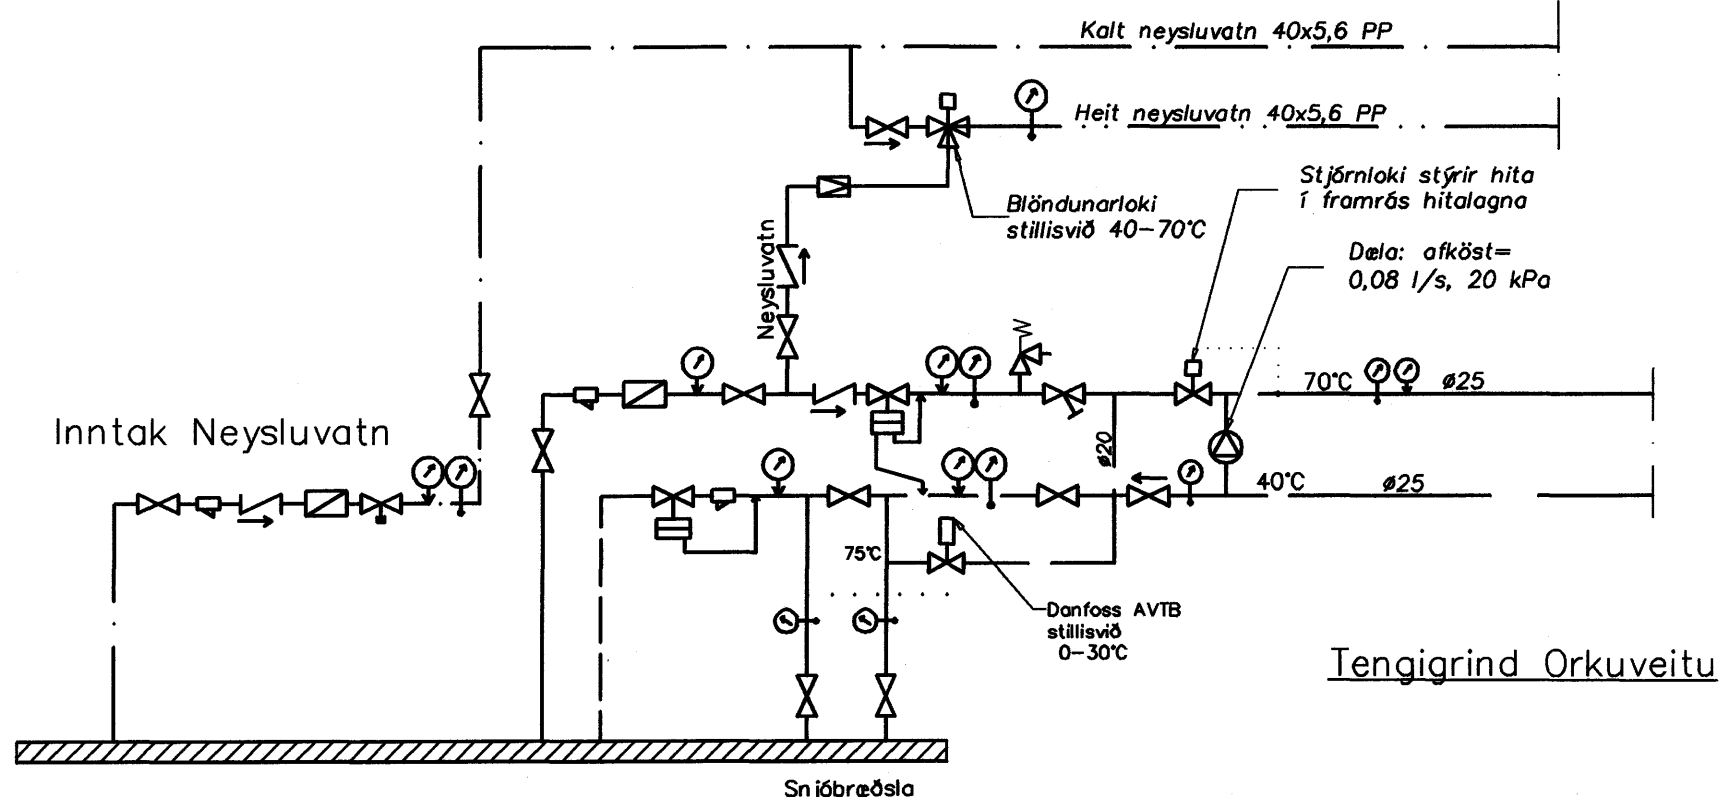 Kalt neysluvatn 40x5,6 PP
Heit neysluvatn 40x5,6 PP
Stjórnloki stýrir hita
í framrás hitalagna
Blöndunarloki
stillisvið 40-70°C
Dæla: afköst=
0,08 l/s, 20 kPa
Neysluvatn
70°C
ø25
Inntak Neysluvatn
ø20
40°C
ø25
75°C
Danfoss AVTB
stillisvið
0-30°C
Tengigrind Orkuveitu
Snjóbræðsla